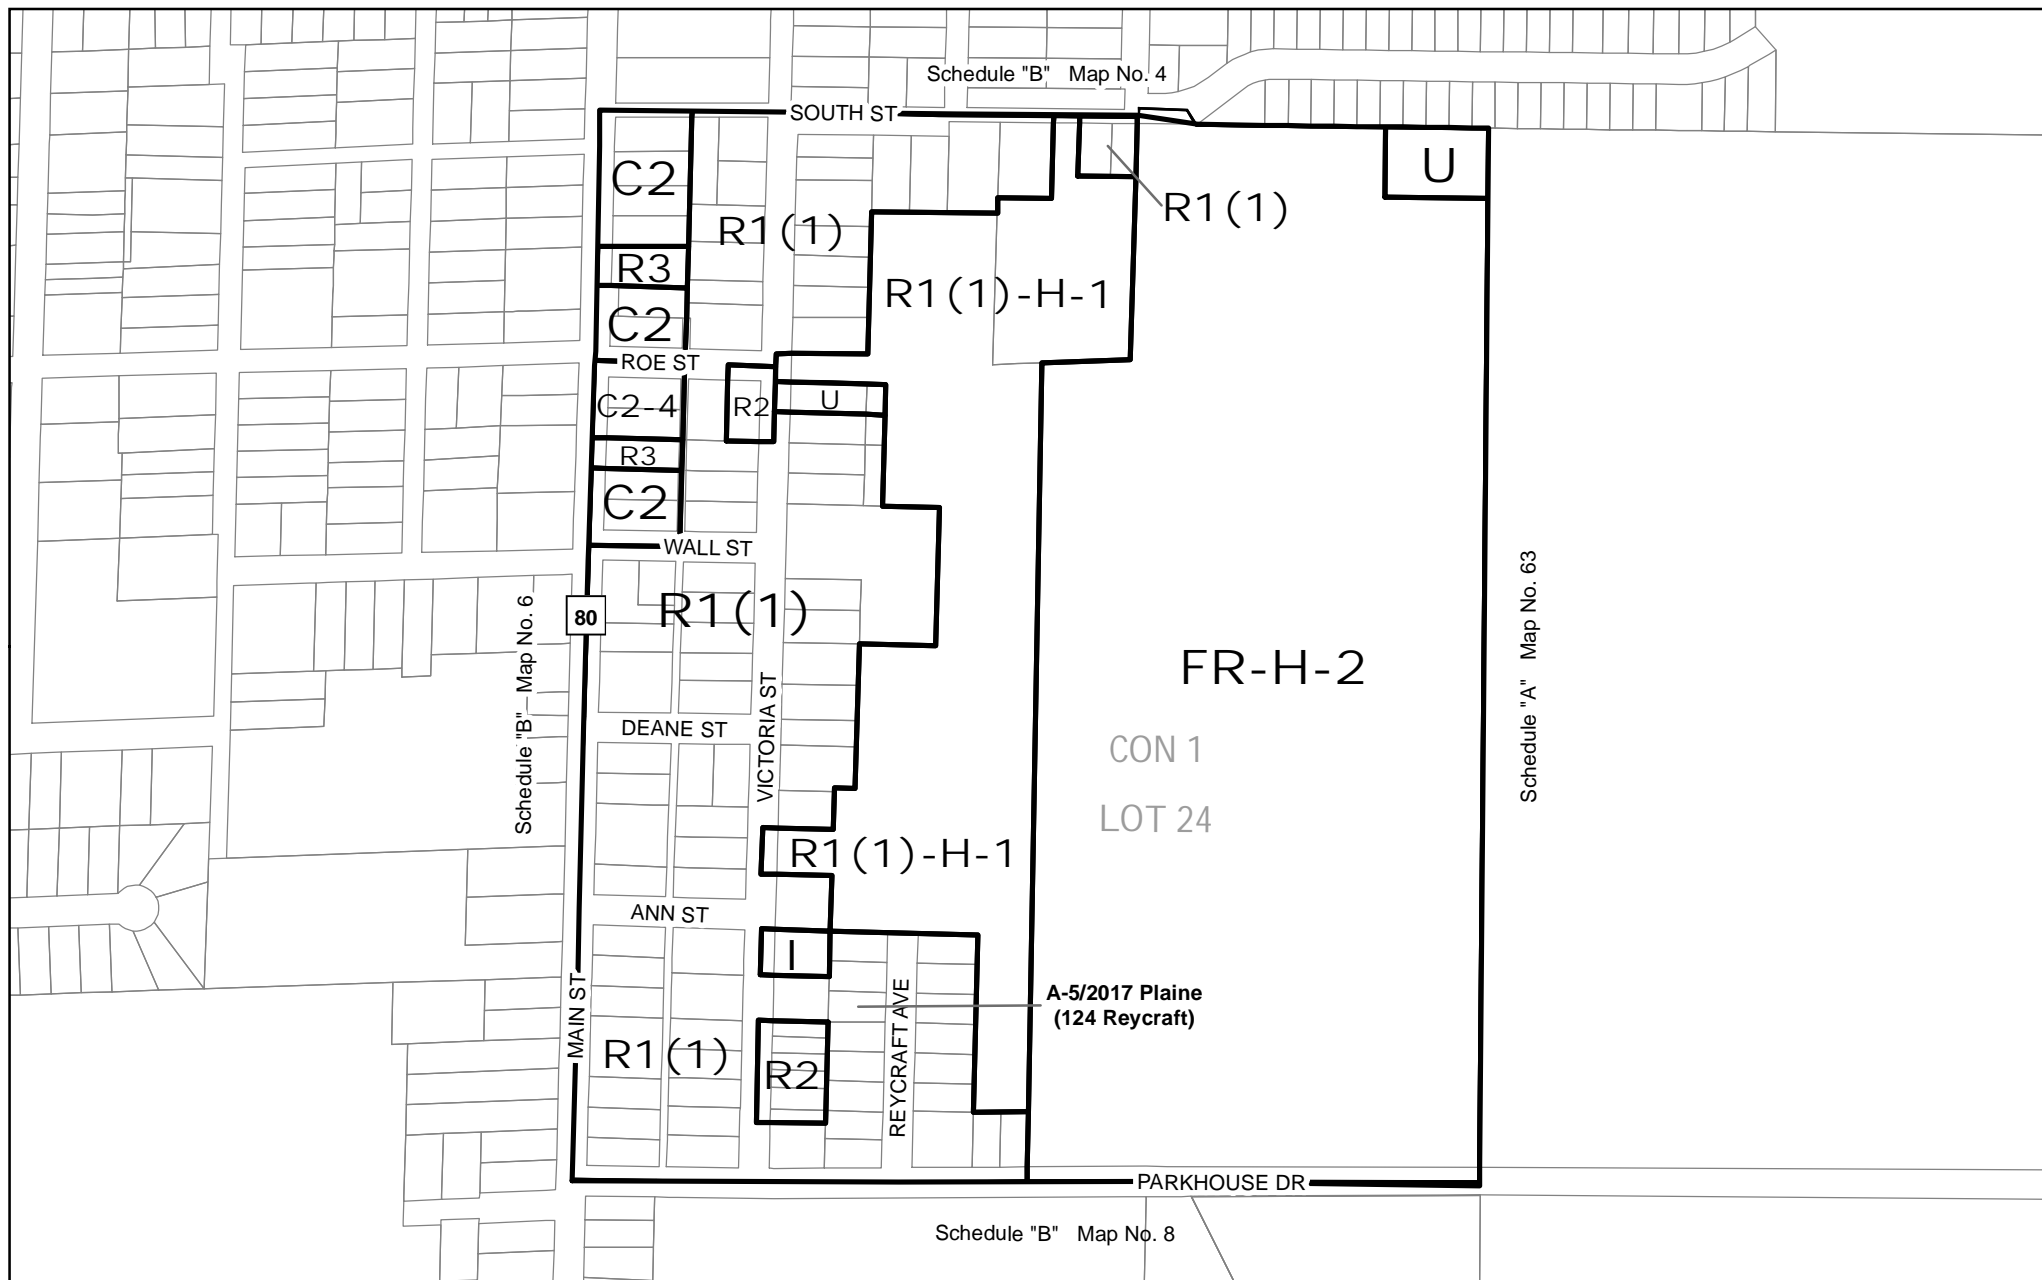 Schedule "B" Map No. 4
SOUTH ST
C2
U
R1(1)
R1(1)
R3
R1(1)-H-1
C2
ROE ST
C2-4
R2
U
R3
C2
WALL ST
80
R1(1)
Schedule "B" Map No. 6
Schedule "A" Map No. 63
FR-H-2
CON 1
LOT 24
DEANE ST
VICTORIA ST
R1(1)-H-1
ANN ST
I
MAIN ST
REYCRAFT AVE
A-5/2017 Plaine
(124 Reycraft)
R1(1)
R2
PARKHOUSE DR
Schedule "B" Map No. 8